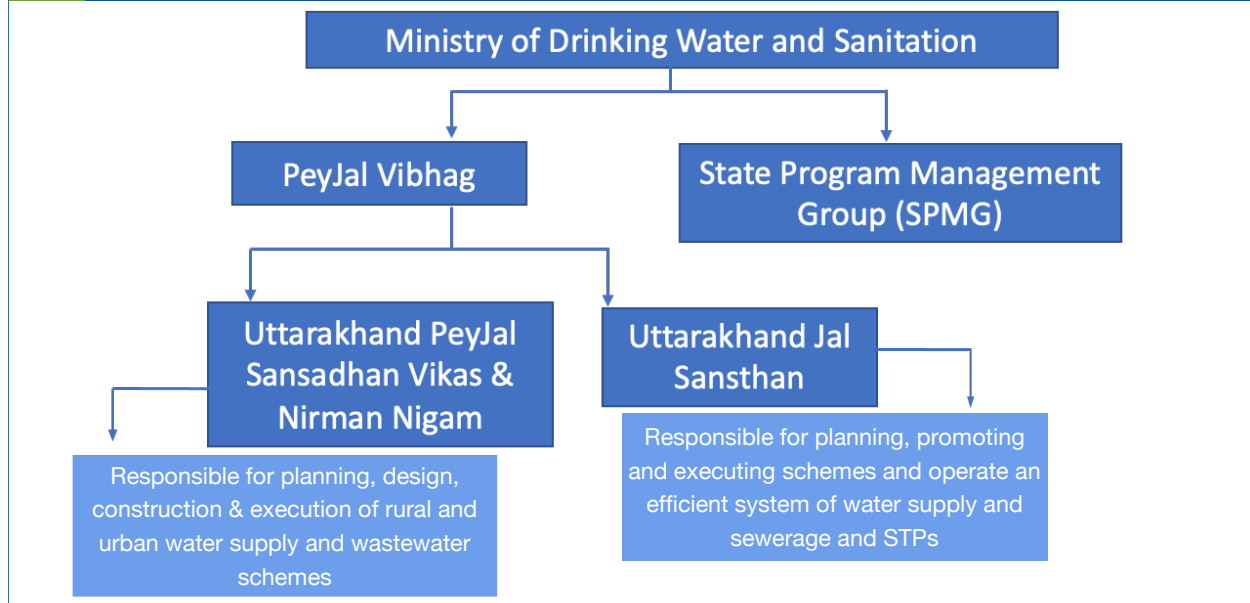 Ministry of Drinking Water and Sanitation
PeyJal Vibhag
State Program Management
Group (SPMG)
Uttarakhand PeyJal
Sansadhan Vikas &
Nirman Nigam
Uttarakhand Jal
Sansthan
Responsible for planning, design,
construction & execution of rural and
urban water supply and wastewater
schemes
Responsible for planning, promoting
and executing schemes and operate an
efficient system of water supply and
sewerage and STPs